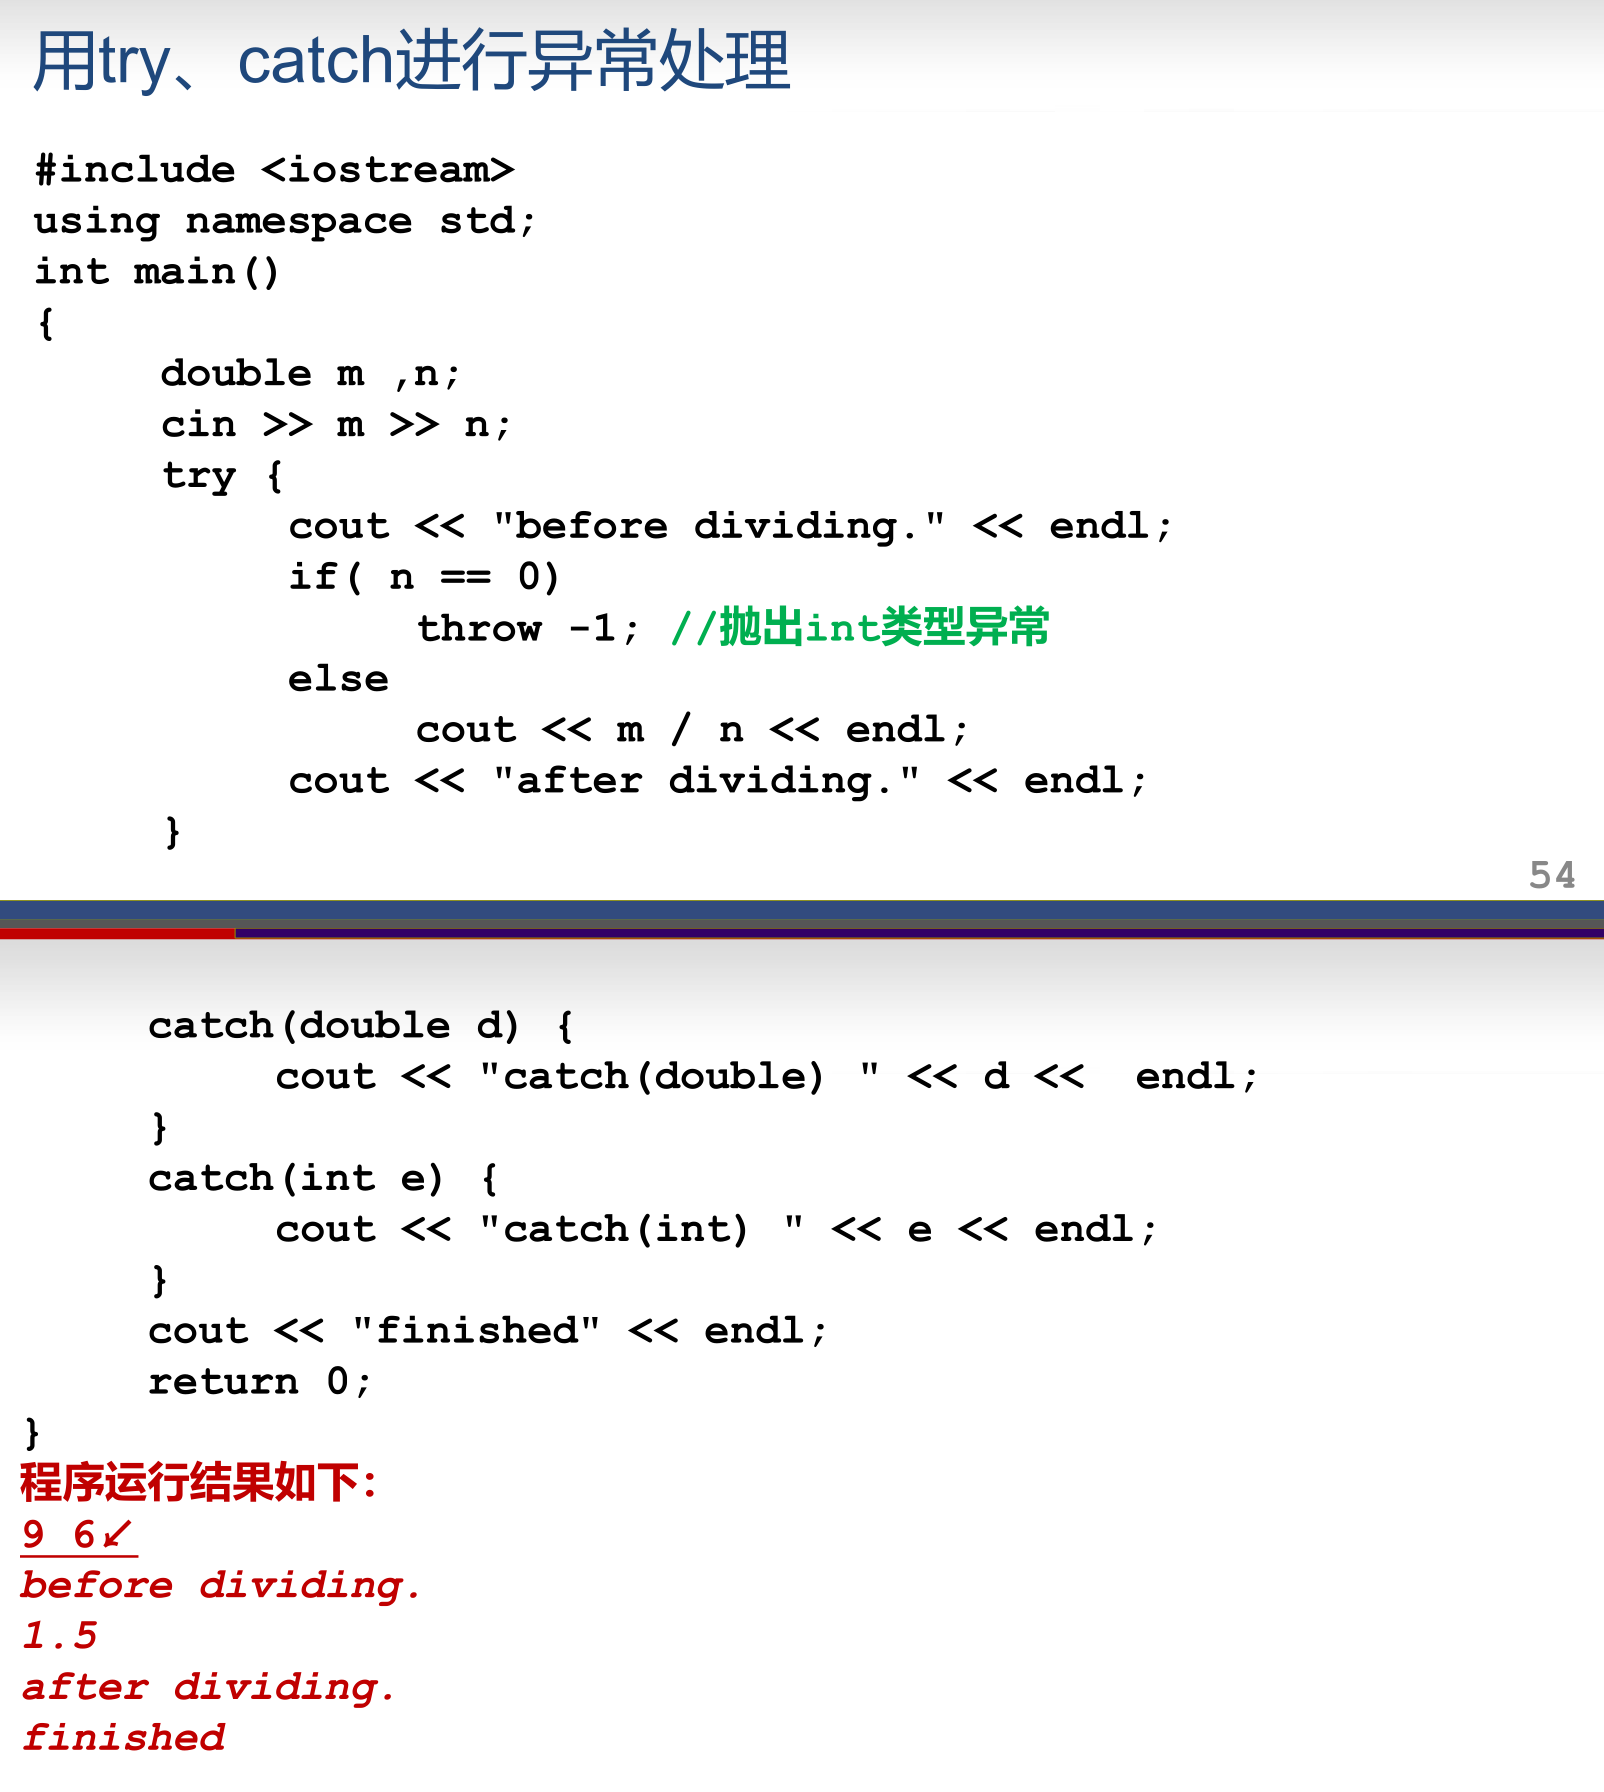 用try、catch进行异常处理
#include <iostream>
using namespace std;
int main()
{
double m ,n;
cin >> m >> n;
try {
cout << "before dividing." << endl;
if( n == 0)
throw -1; //抛出int类型异常
else
cout << m / n << endl;
cout << "after dividing." << endl;
}
54
catch(double d) {
cout << "catch(double) " << d <<  endl;
}
catch(int e) {
cout << "catch(int) " << e << endl;
}
cout << "finished" << endl;
return 0;
}
程序运行结果如下：
9 6↙
before dividing.
1.5
after dividing.
finished